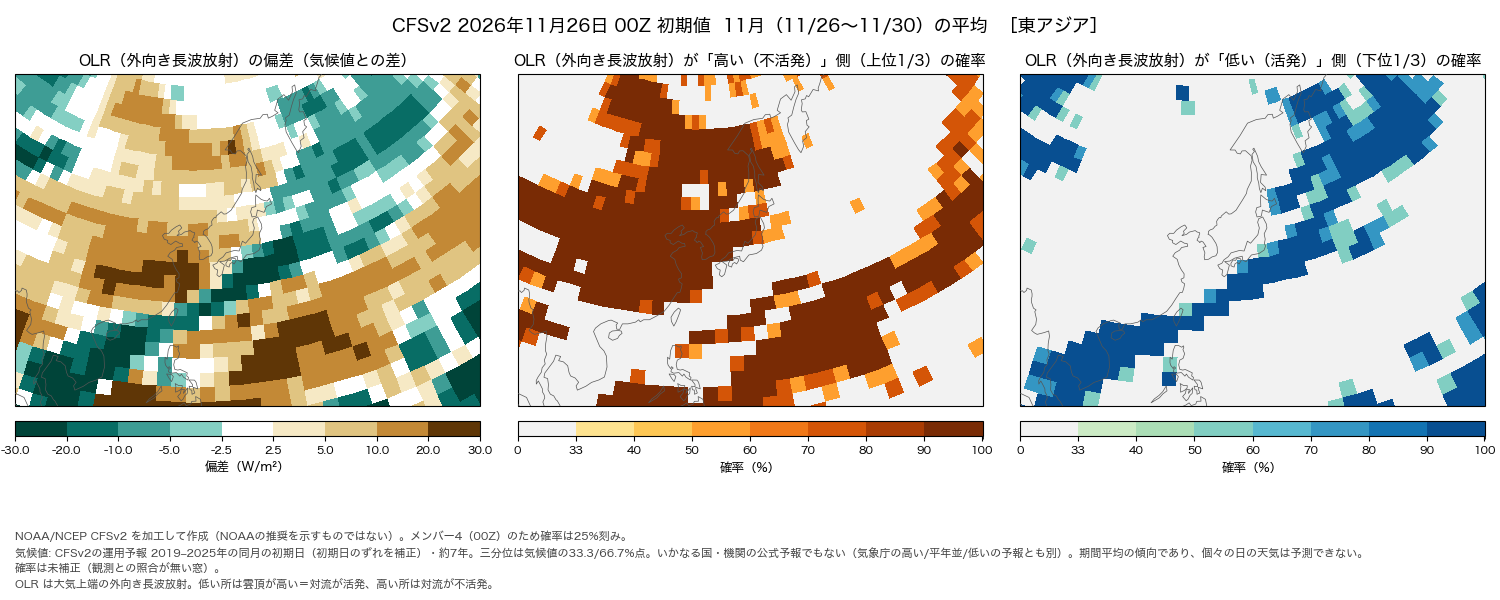 CFSv2 2026年11月26日 00Z 初期値  11月（11/26〜11/30）の平均  ［東アジア］
OLR（外向き長波放射）の偏差（気候値との差）
OLR（外向き長波放射）が「高い（不活発）」側（上位1/3）の確率
OLR（外向き長波放射）が「低い（活発）」側（下位1/3）の確率
-30.0 -20.0 -10.0 -5.0 -2.5 2.5 5.0 10.0 20.0 30.0
偏差（W/m²）
0 33 40 50 60 70 80 90 100
確率（%）
0 33 40 50 60 70 80 90 100
確率（%）
NOAA/NCEP CFSv2 を加工して作成（NOAAの推奨を示すものではない）。メンバー4（00Z）のため確率は25%刻み。
気候値: CFSv2の運用予報 2019–2025年の同月の初期日（初期日のずれを補正）・約7年。三分位は気候値の33.3/66.7%点。いかなる国・機関の公式予報でもない（気象庁の高い/平年並/低いの予報とも別）。期間平均の傾向であり、個々の日の天気は予測できない。
確率は未補正（観測との照合が無い窓）。
OLR は大気上端の外向き長波放射。低い所は雲頂が高い＝対流が活発、高い所は対流が不活発。